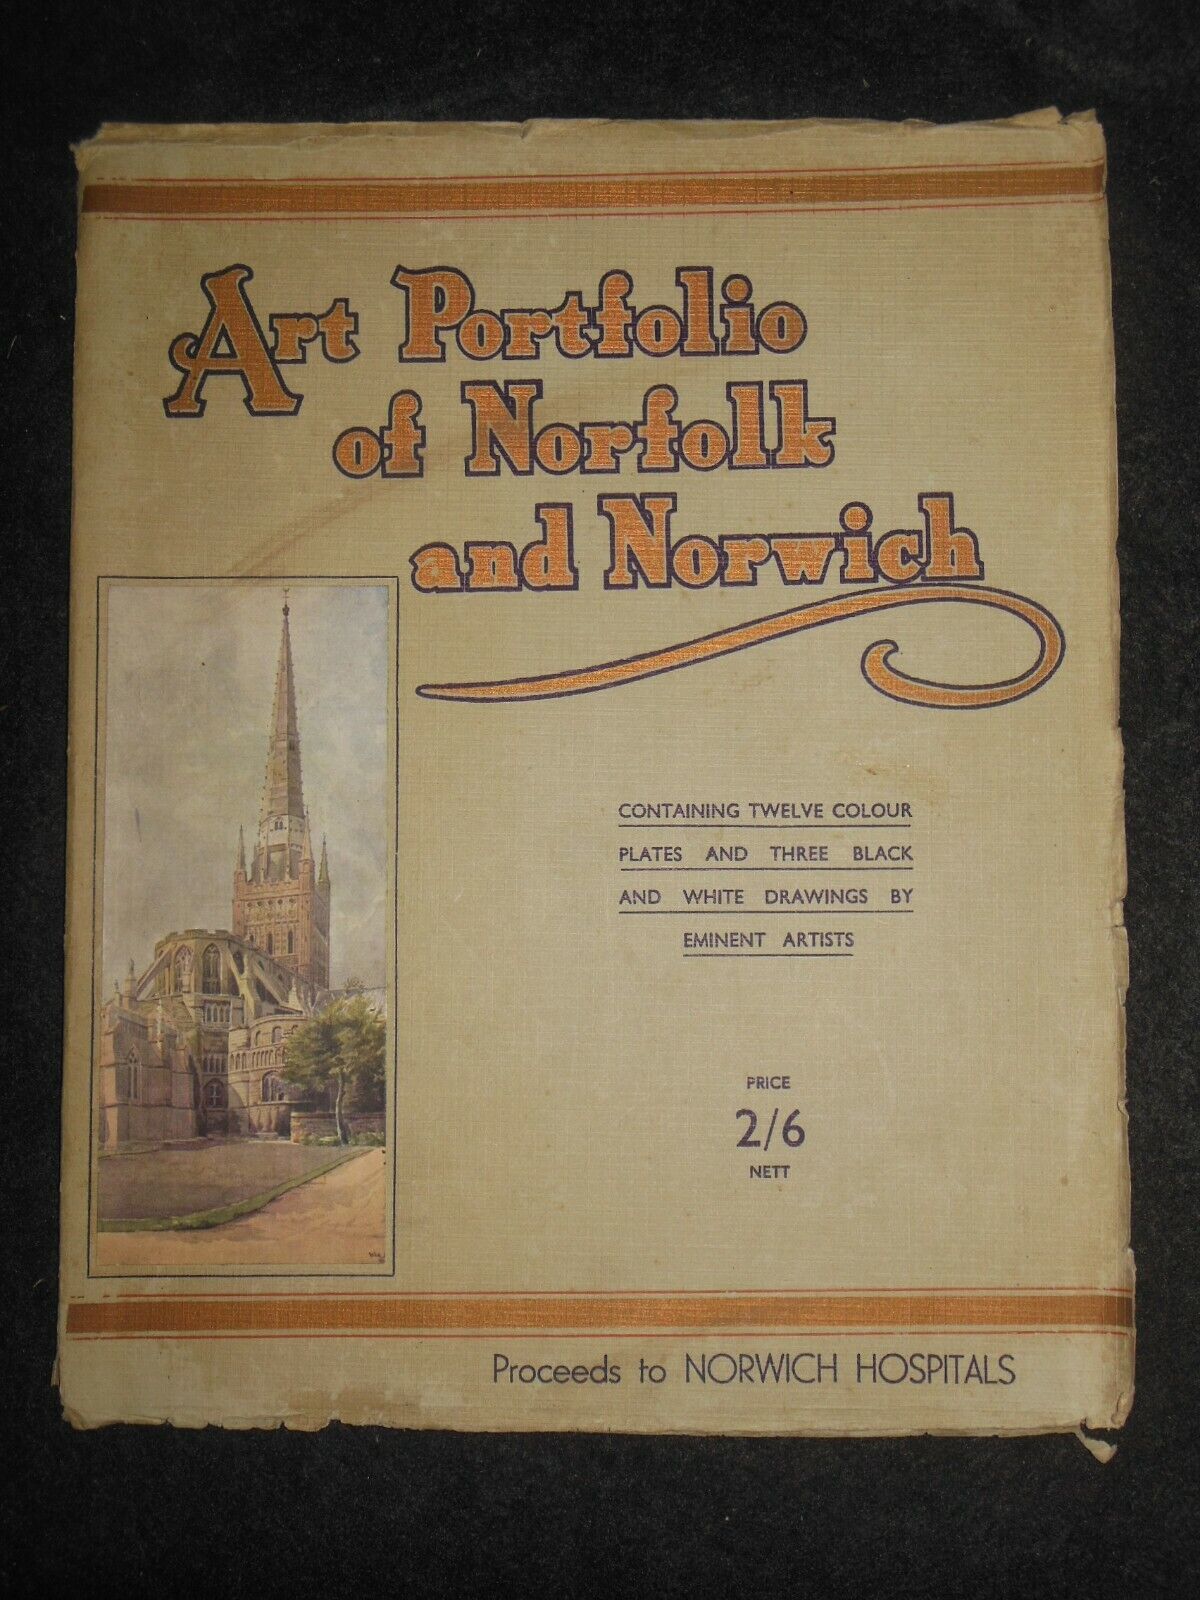 Art Portfolio
of Norfolk
and Norwich
CONTAINING TWELVE COLOUR
PLATES AND THREE BLACK
AND WHITE DRAWINGS BY
EMINENT ARTISTS
PRICE
2/6
NETT
Proceeds to NORWICH HOSPITALS